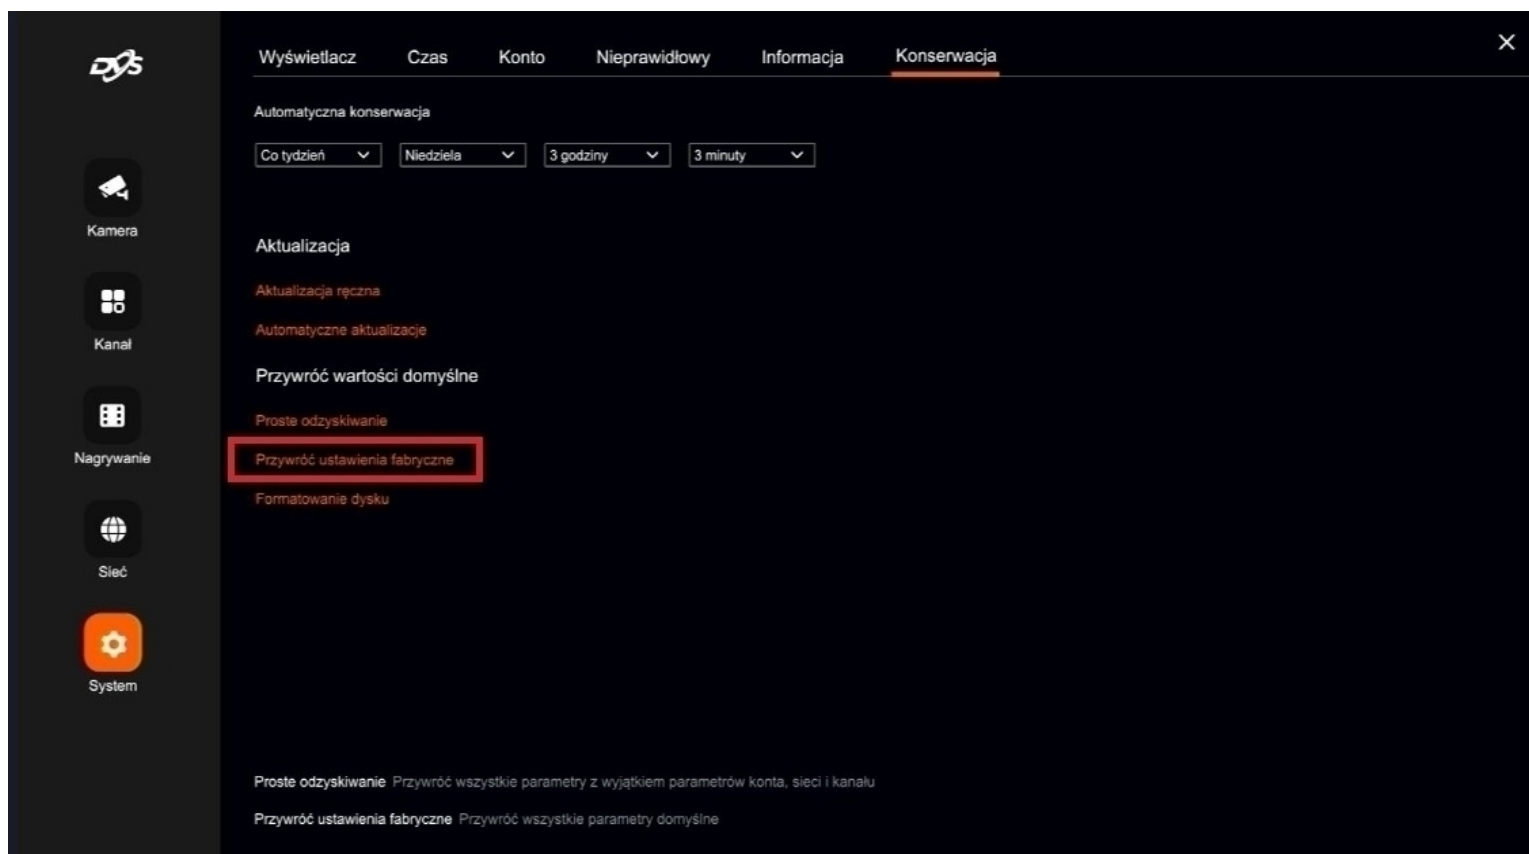 DVS
Wyświetlacz Czas Konto Nieprawidłowy Informacja Konserwacja
Automatyczna konserwacja
Co tydzień Niedziela 3 godziny 3 minuty
Kamera
Aktualizacja
Aktualizacja ręczna
Automatyczne aktualizacje
Kanał
Przywróć wartości domyślne
Proste odzyskiwanie
Nagrywanie
Przywróć ustawienia fabryczne
Formatowanie dysku
Sieć
System
Proste odzyskiwanie Przywróć wszystkie parametry z wyjątkiem parametrów konta, sieci i kanału
Przywróć ustawienia fabryczne Przywróć wszystkie parametry domyślne